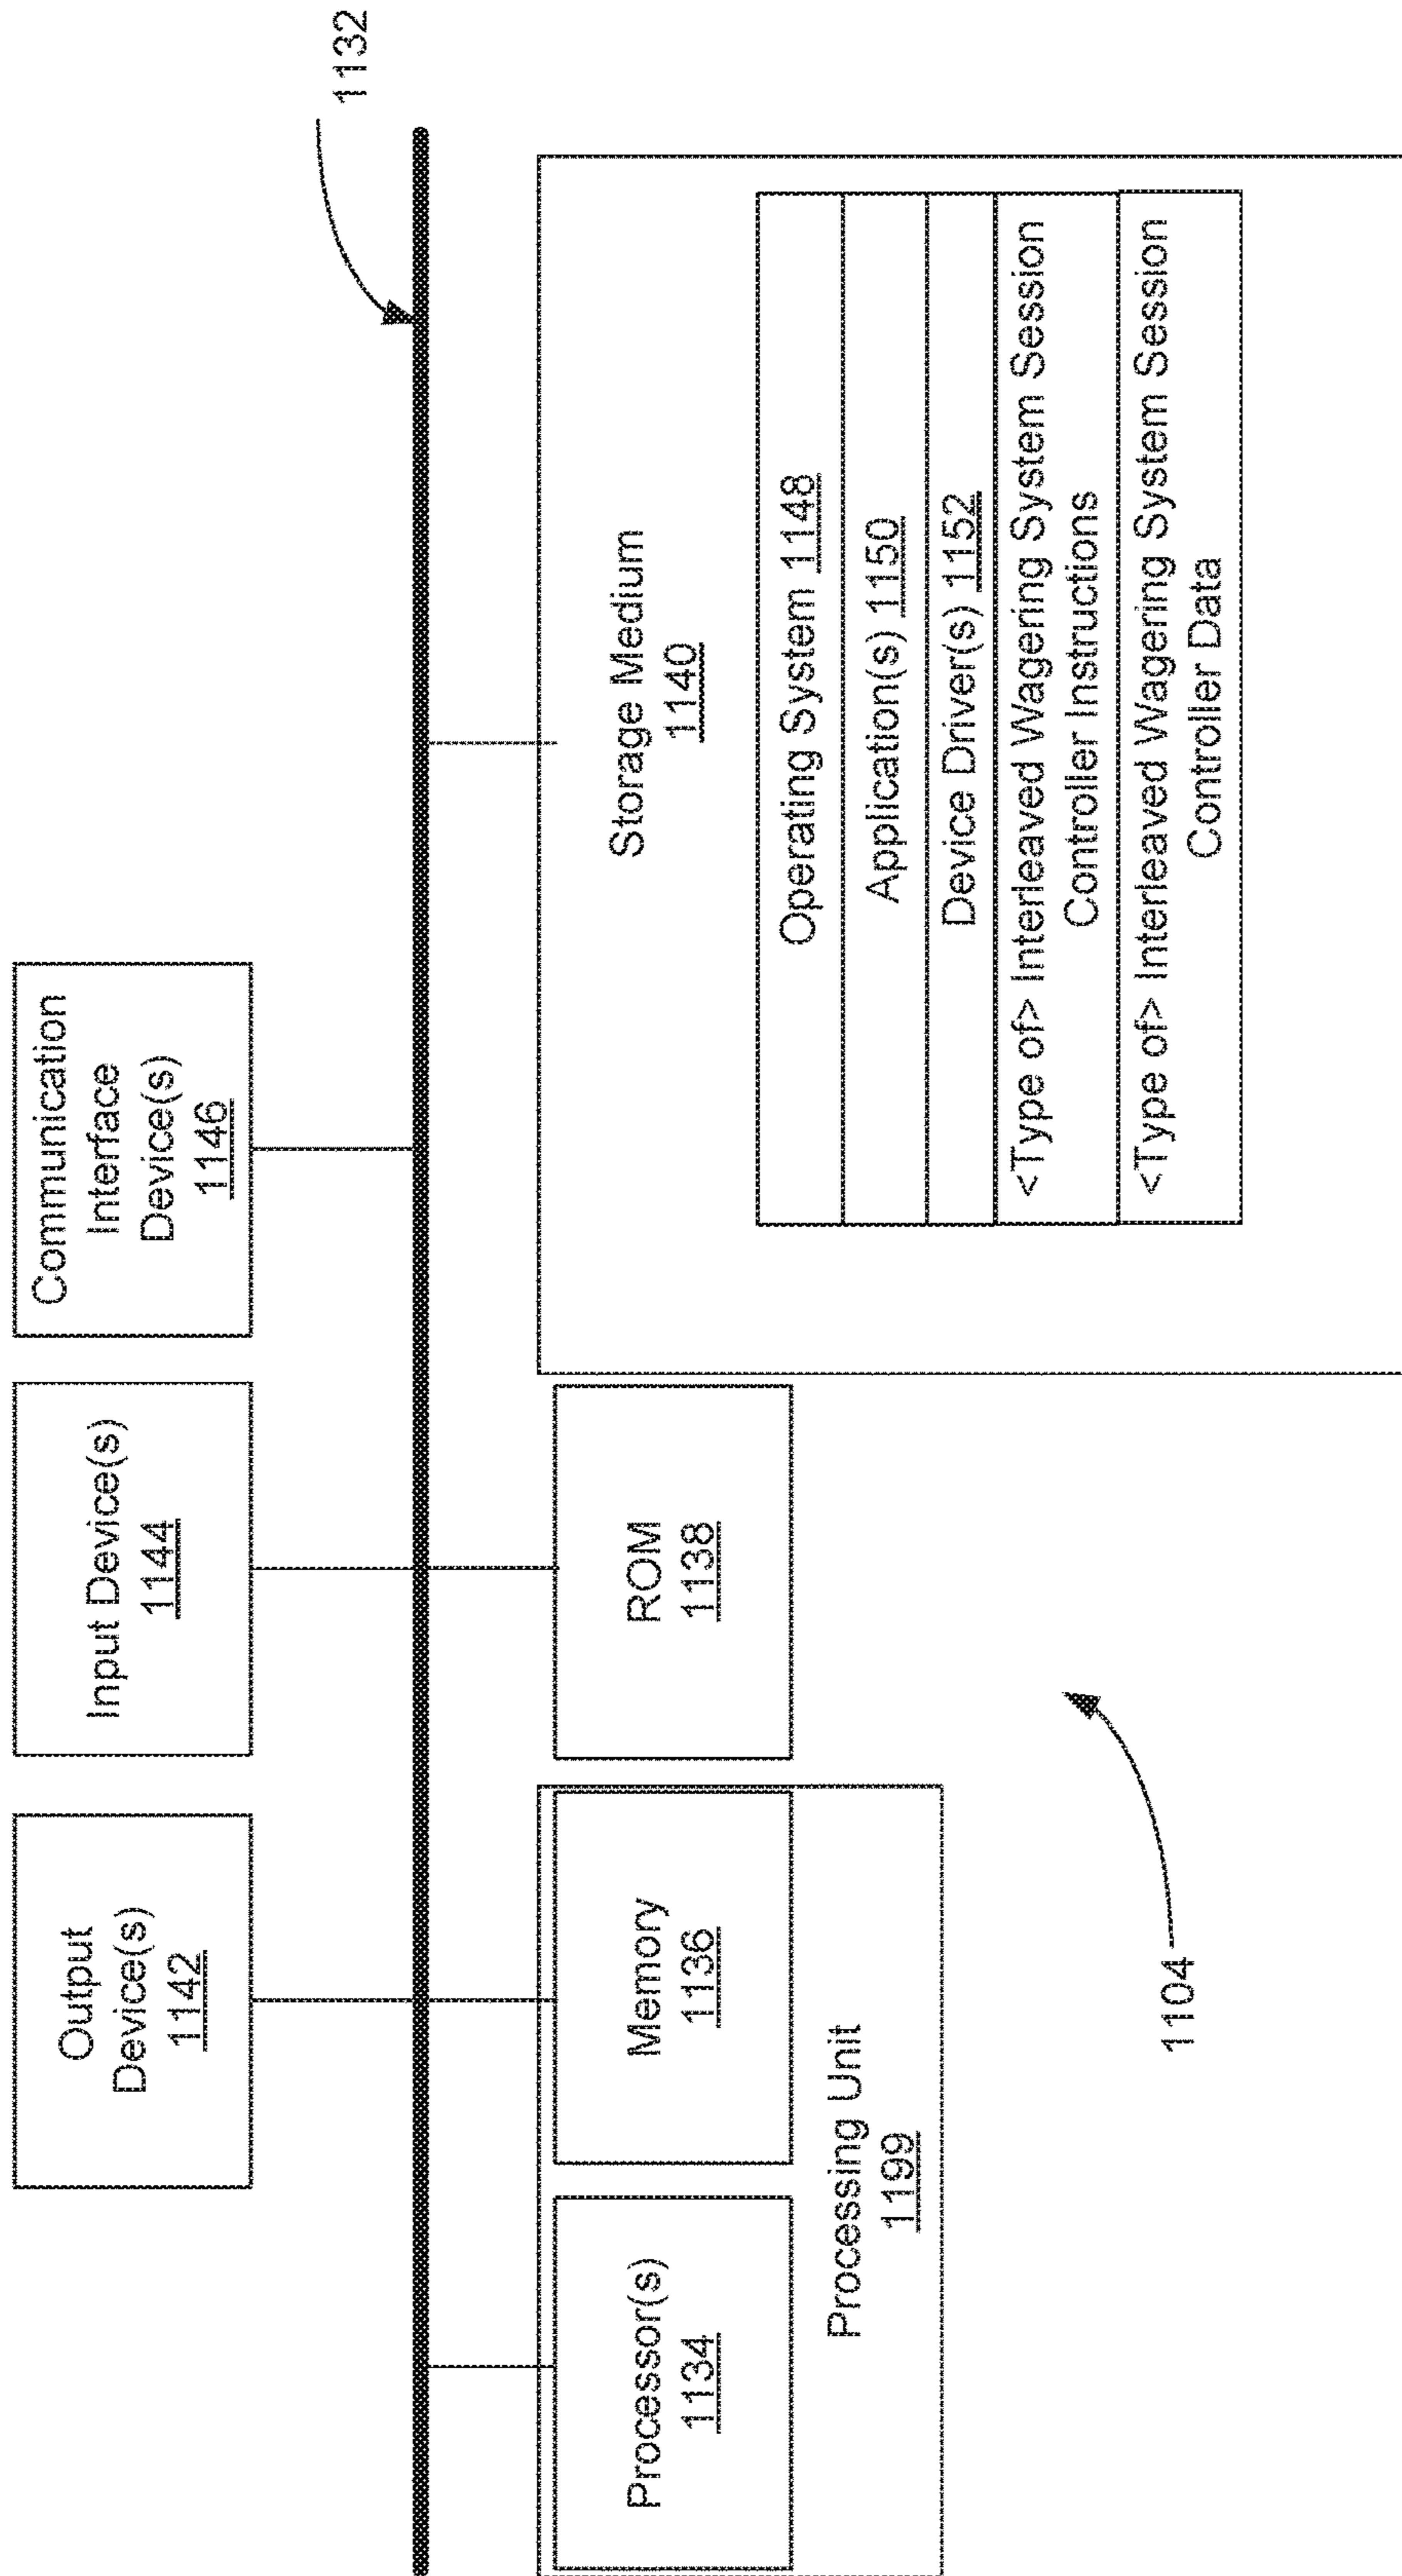 1132
Output
Device(s)
1142
Input Device(s)
1144
Communication
Interface
Device(s)
1146
Processor(s)
1134
Memory
1136
Processing Unit
1199
ROM
1138
Storage Medium
1140
Operating System 1148
Application(s) 1150
Device Driver(s) 1152
<Type of> Interleaved Wagering System Session
Controller Instructions
<Type of> Interleaved Wagering System Session
Controller Data
1104